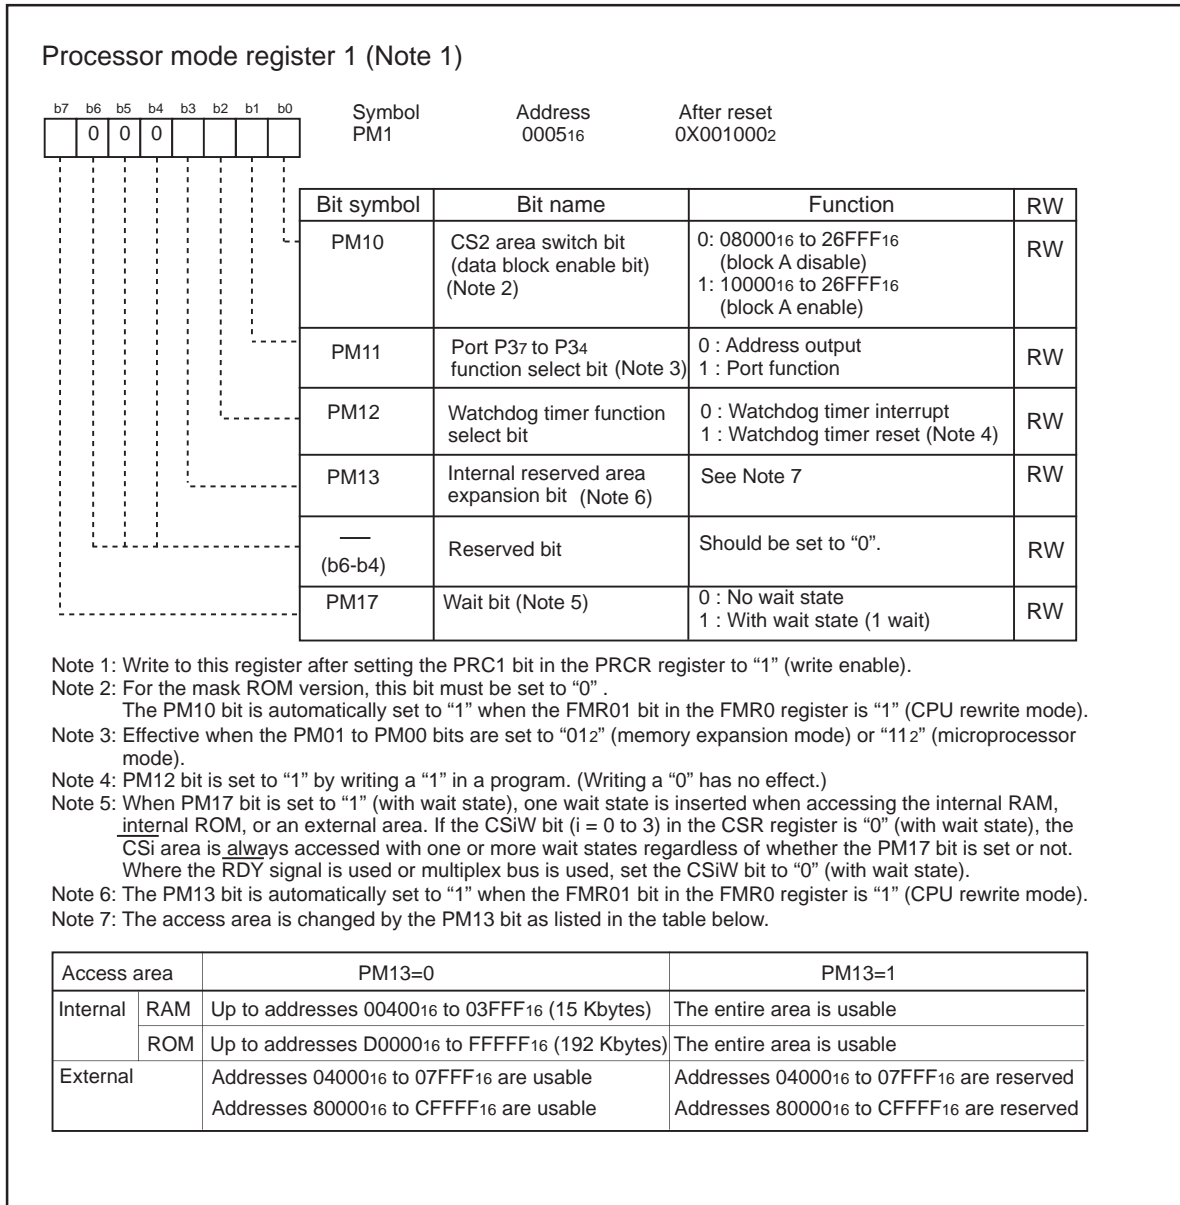 Processor mode register 1 (Note 1)
b7 b6 b5 b4 b3 b2 b1 b0
0 0 0
Symbol Address After reset
PM1 000516 0X0010002
Bit symbol Bit name Function RW
PM10 CS2 area switch bit 0: 0800016 to 26FFF16 RW
(data block enable bit) (block A disable)
(Note 2) 1: 1000016 to 26FFF16
(block A enable)
PM11 Port P37 to P34 0 : Address output RW
function select bit (Note 3) 1 : Port function
PM12 Watchdog timer function 0 : Watchdog timer interrupt RW
select bit 1 : Watchdog timer reset (Note 4)
PM13 Internal reserved area See Note 7 RW
expansion bit (Note 6)
— Reserved bit Should be set to “0”. RW
(b6-b4)
PM17 Wait bit (Note 5) 0 : No wait state RW
1 : With wait state (1 wait)
Note 1: Write to this register after setting the PRC1 bit in the PRCR register to “1” (write enable).
Note 2: For the mask ROM version, this bit must be set to “0” .
The PM10 bit is automatically set to “1” when the FMR01 bit in the FMR0 register is “1” (CPU rewrite mode).
Note 3: Effective when the PM01 to PM00 bits are set to “012” (memory expansion mode) or “112” (microprocessor
mode).
Note 4: PM12 bit is set to “1” by writing a “1” in a program. (Writing a “0” has no effect.)
Note 5: When PM17 bit is set to “1” (with wait state), one wait state is inserted when accessing the internal RAM,
internal ROM, or an external area. If the CSiW bit (i = 0 to 3) in the CSR register is “0” (with wait state), the
CSi area is always accessed with one or more wait states regardless of whether the PM17 bit is set or not.
Where the RDY signal is used or multiplex bus is used, set the CSiW bit to “0” (with wait state).
Note 6: The PM13 bit is automatically set to “1” when the FMR01 bit in the FMR0 register is “1” (CPU rewrite mode).
Note 7: The access area is changed by the PM13 bit as listed in the table below.
Access area PM13=0 PM13=1
Internal RAM Up to addresses 0040016 to 03FFF16 (15 Kbytes) The entire area is usable
ROM Up to addresses D000016 to FFFFF16 (192 Kbytes) The entire area is usable
External Addresses 0400016 to 07FFF16 are usable Addresses 0400016 to 07FFF16 are reserved
Addresses 8000016 to CFFFF16 are usable Addresses 8000016 to CFFFF16 are reserved